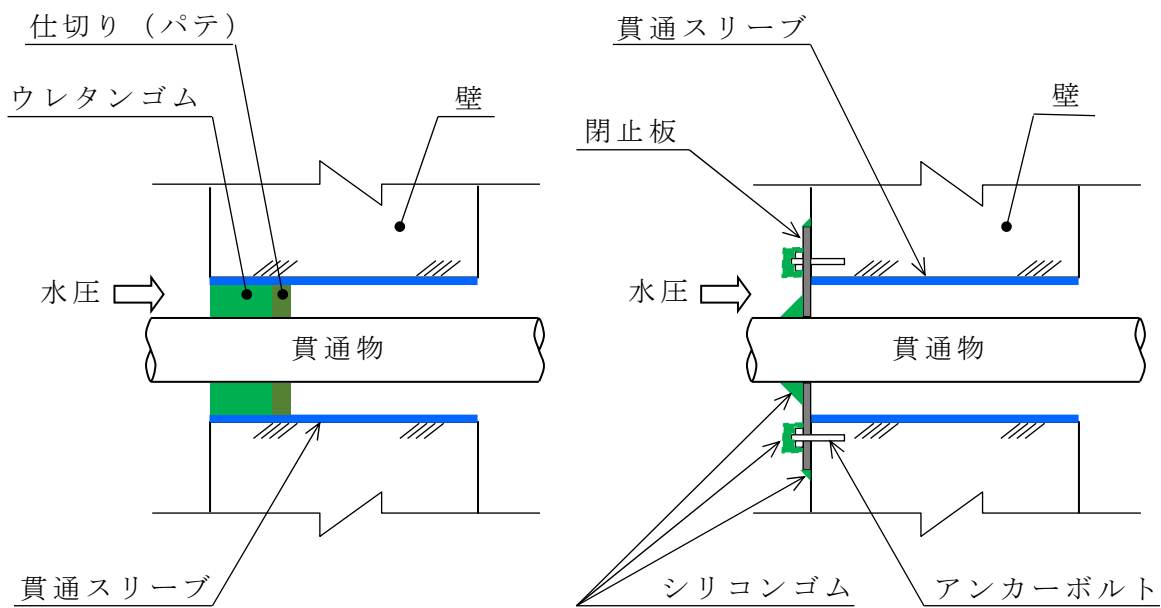 仕切り（パテ）
ウレタンゴム
壁
水圧
貫通物
貫通スリーブ
貫通スリーブ
壁
閉止板
水圧
貫通物
シリコンゴム
アンカーボルト